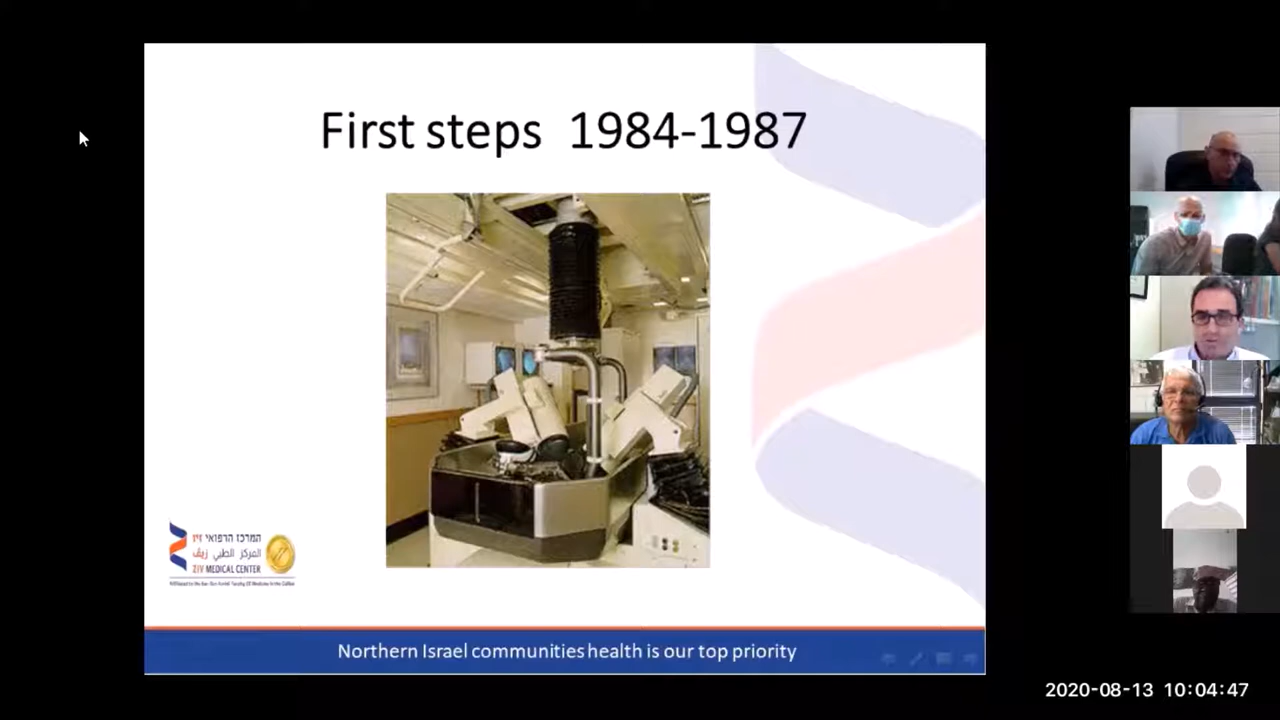 First steps 1984-1987
המרכז הרפואי זיו
المركز الطبي زيڤ
ZIV MEDICAL CENTER
Northern Israel communities health is our top priority
2020-08-13 10:04:47